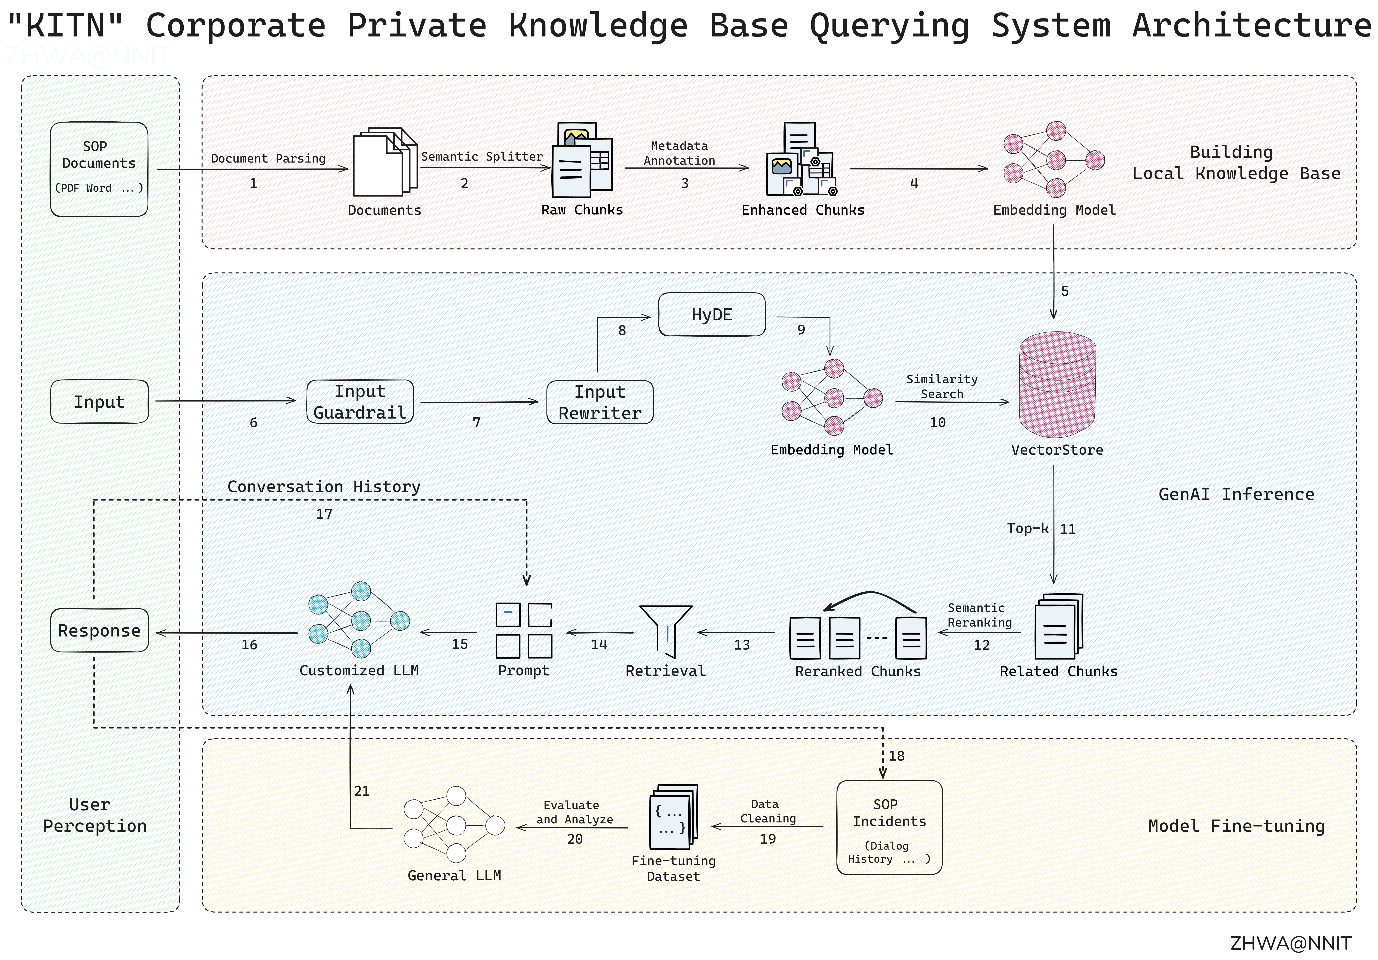 "KITN" Corporate Private Knowledge Base Querying System Architecture
ZHWA@NNIT
SOP
Documents
(PDF Word ... )
Document Parsing
1
Documents
Semantic Splitter
2
Raw Chunks
Metadata
Annotation
3
Enhanced Chunks
4
Embedding Model
Building
Local Knowledge Base
5
HyDE
8
9
Input
6
Input
Guardrail
7
Input
Rewriter
Embedding Model
Similarity
Search
10
VectorStore
GenAI Inference
Conversation History
17
Top-k
11
Response
16
Customized LLM
15
Prompt
14
Retrieval
13
Reranked Chunks
Semantic
Reranking
12
Related Chunks
18
21
General LLM
Evaluate
and Analyze
20
{ ...
... }
Fine-tuning
Dataset
Data
Cleaning
19
SOP
Incidents
(Dialog
History ... )
Model Fine-tuning
User
Perception
ZHWA@NNIT